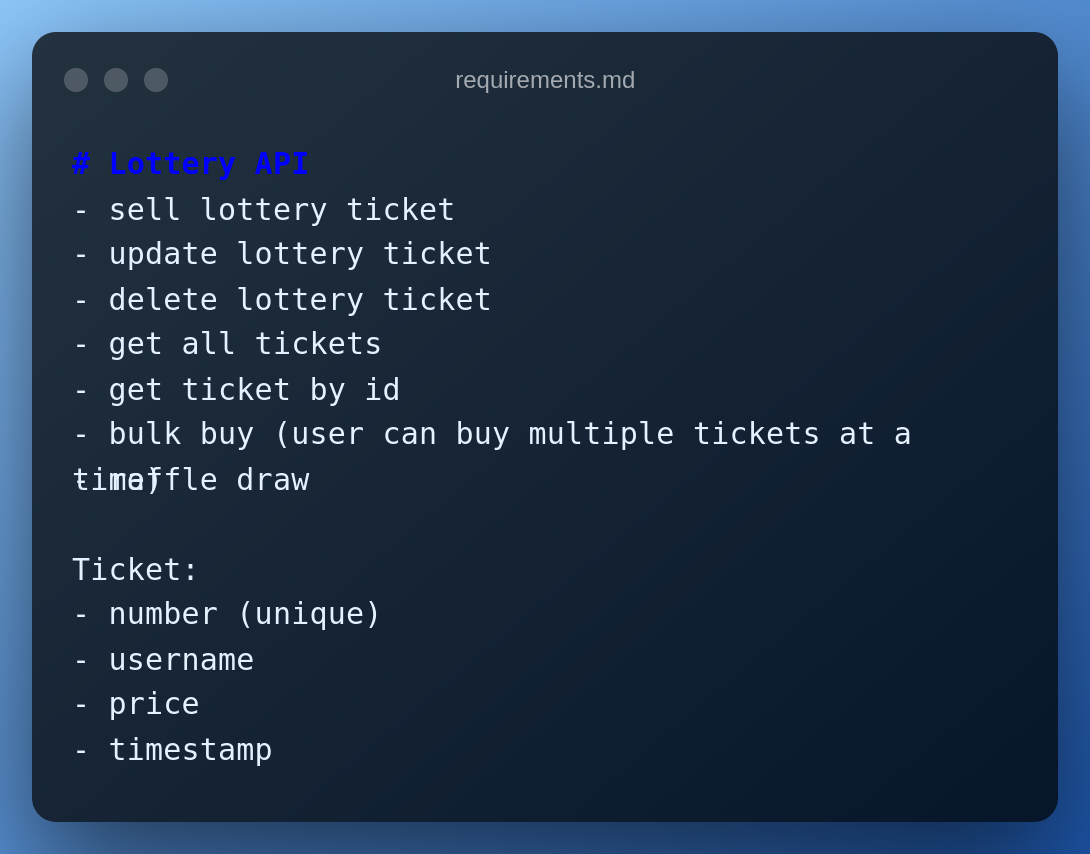 requirements.md
# Lottery API
- sell lottery ticket
- update lottery ticket
- delete lottery ticket
- get all tickets
- get ticket by id
- bulk buy (user can buy multiple tickets at a
time)
- raffle draw
Ticket:
- number (unique)
- username
- price
- timestamp